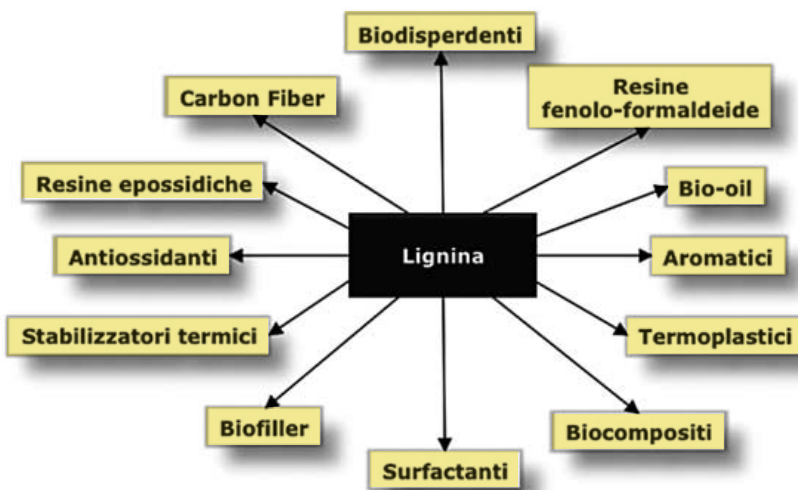 Biodisperdenti
Resine
fenolo-formaldeide
Carbon Fiber
Resine epossidiche
Bio-oil
Lignina
Antiossidanti
Aromatici
Stabilizzatori termici
Termoplastici
Biofiller
Biocompositi
Surfactanti